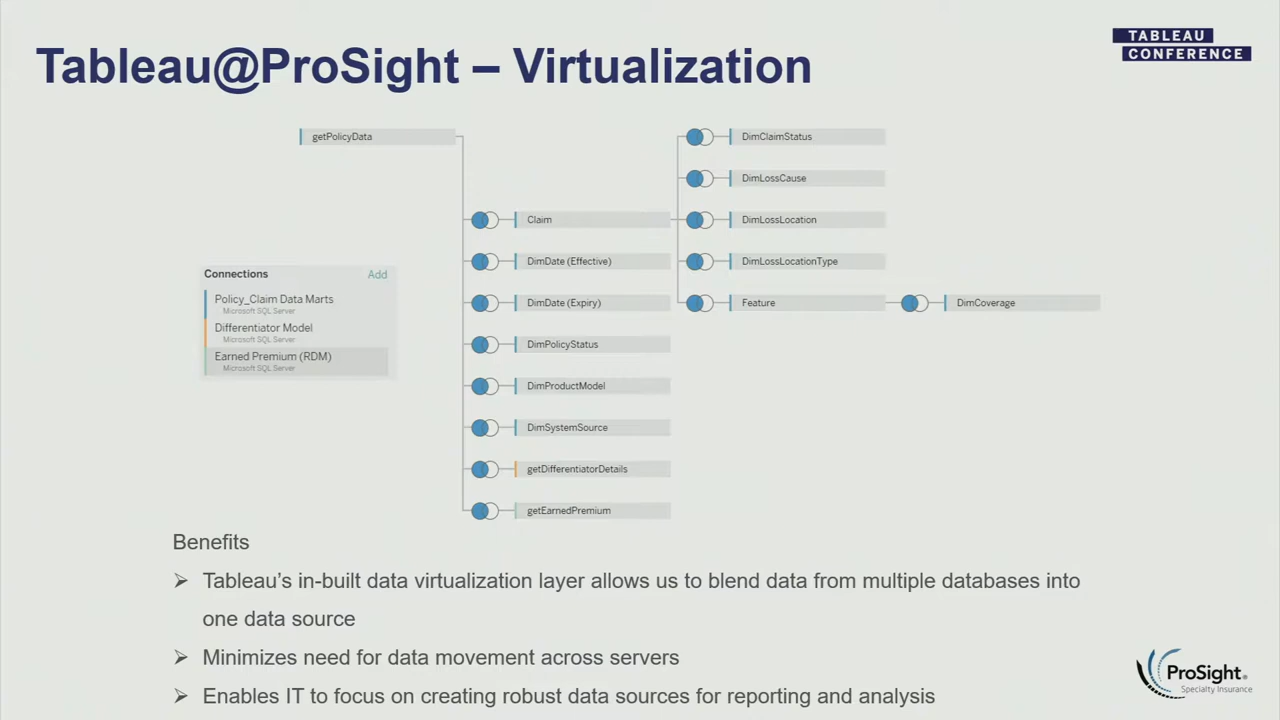 Tableau@ProSight – Virtualization
TABLEAU
CONFERENCE
getPolicyData
Claim
DimDate (Effective)
DimDate (Expiry)
DimPolicyStatus
DimProductModel
DimSystemSource
getDifferentiatorDetails
getEarnedPremium
DimClaimStatus
DimLossCause
DimLossLocation
DimLossLocationType
Feature
DimCoverage
Connections Add
Policy_Claim Data Marts
Microsoft SQL Server
Differentiator Model
Microsoft SQL Server
Earned Premium (RDM)
Microsoft SQL Server
Benefits
➢ Tableau’s in-built data virtualization layer allows us to blend data from multiple databases into
one data source
➢ Minimizes need for data movement across servers
➢ Enables IT to focus on creating robust data sources for reporting and analysis
ProSight®
Specialty Insurance